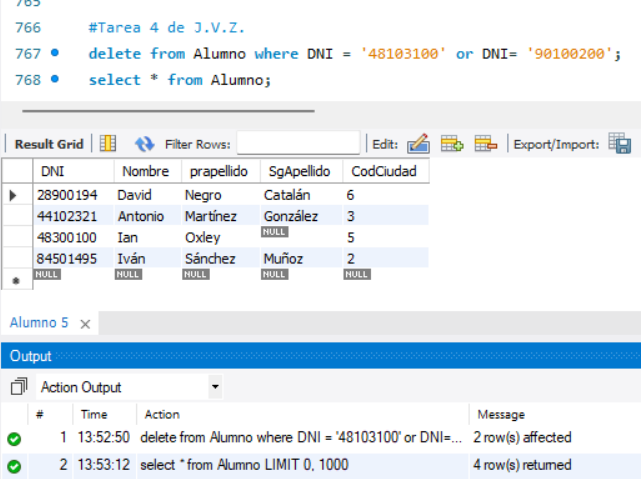 765
766 #Tarea 4 de J.V.Z.
767 delete from Alumno where DNI = '48103100' or DNI= '90100200';
768 select * from Alumno;
Result Grid Filter Rows: Edit: Export/Import:
DNI Nombre prapellido SgApellido CodCiudad
28900194 David Negro Catalán 6
44102321 Antonio Martínez González 3
48300100 Ian Oxley NULL 5
84501495 Iván Sánchez Muñoz 2
NULL NULL NULL NULL NULL
Alumno 5
Output
Action Output
# Time Action Message
1 13:52:50 delete from Alumno where DNI = '48103100' or DNI=... 2 row(s) affected
2 13:53:12 select * from Alumno LIMIT 0, 1000 4 row(s) returned